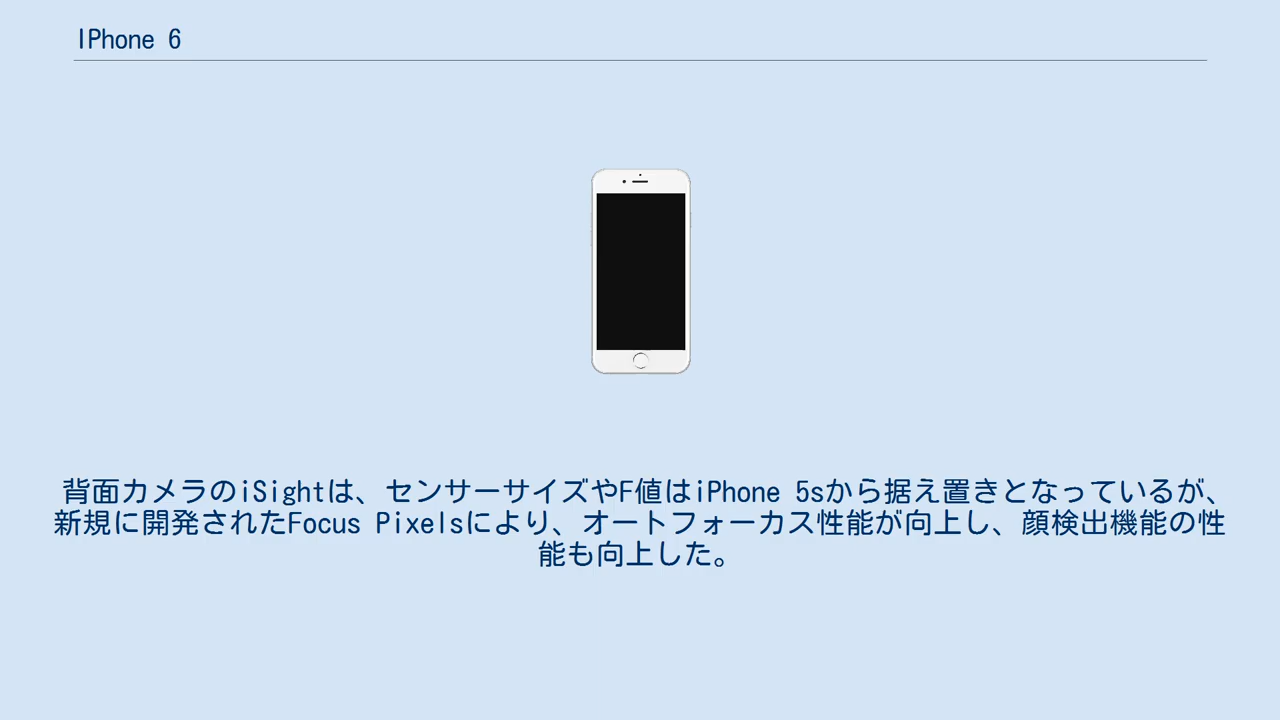 IPhone 6
背面カメラのiSightは、センサーサイズやF値はiPhone 5sから据え置きとなっているが、
新規に開発されたFocus Pixelsにより、オートフォーカス性能が向上し、顔検出機能の性
能も向上した。